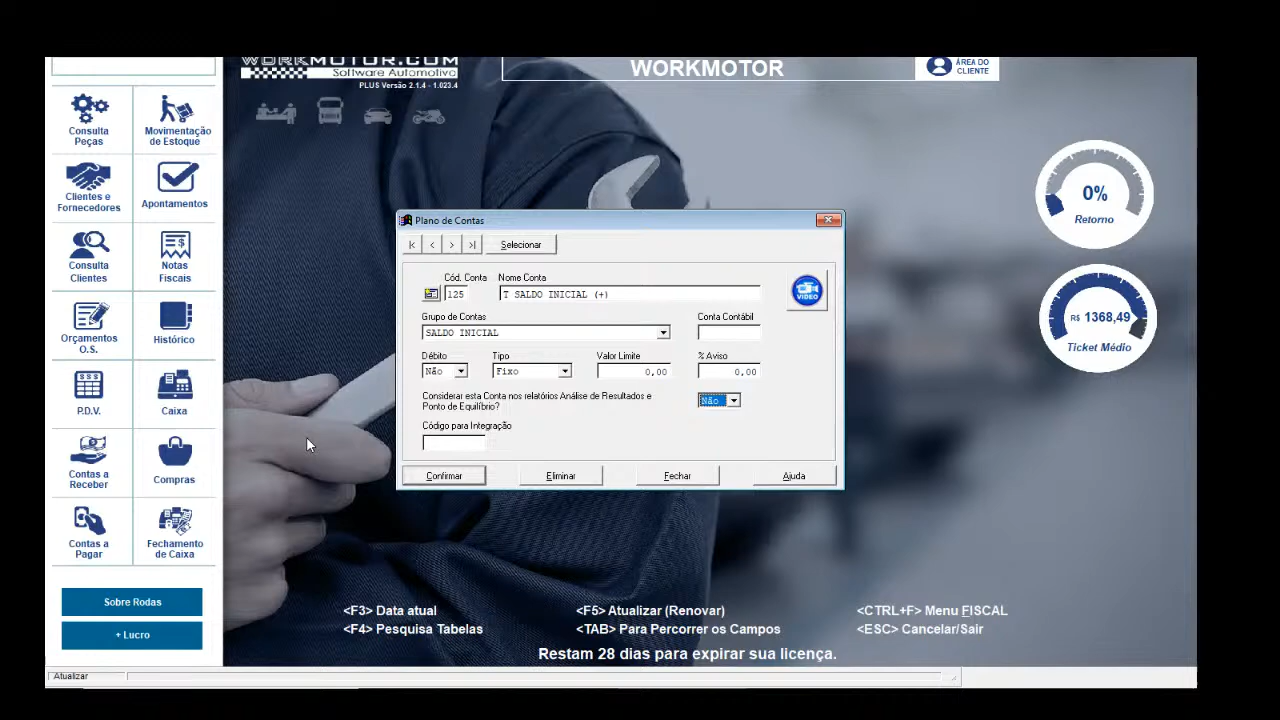 WORKMOTOR.COM
Software Automotivo
PLUS Versão 2.1.4 - 1.023.4
WORKMOTOR
ÁREA DO
CLIENTE
Consulta
Peças
Movimentação
de Estoque
Clientes e
Fornecedores
Apontamentos
Consulta
Clientes
Notas
Fiscais
Orçamentos
O.S.
Histórico
P.D.V.
Caixa
Contas a
Receber
Compras
Contas a
Pagar
Fechamento
de Caixa
Sobre Rodas
+ Lucro
0%
Retorno
R$ 1368,49
Ticket Médio
Plano de Contas
Selecionar
Cód. Conta Nome Conta
125 T SALDO INICIAL (+)
VIDEO
Grupo de Contas Conta Contábil
SALDO INICIAL
Débito Tipo Valor Limite % Aviso
Não Fixo 0,00 0,00
Considerar esta Conta nos relatórios Análise de Resultados e
Ponto de Equilíbrio?
Não
Código para Integração
Confirmar Eliminar Fechar Ajuda
<F3> Data atual <F5> Atualizar (Renovar) <CTRL+F> Menu FISCAL
<F4> Pesquisa Tabelas <TAB> Para Percorrer os Campos <ESC> Cancelar/Sair
Restam 28 dias para expirar sua licença.
Atualizar